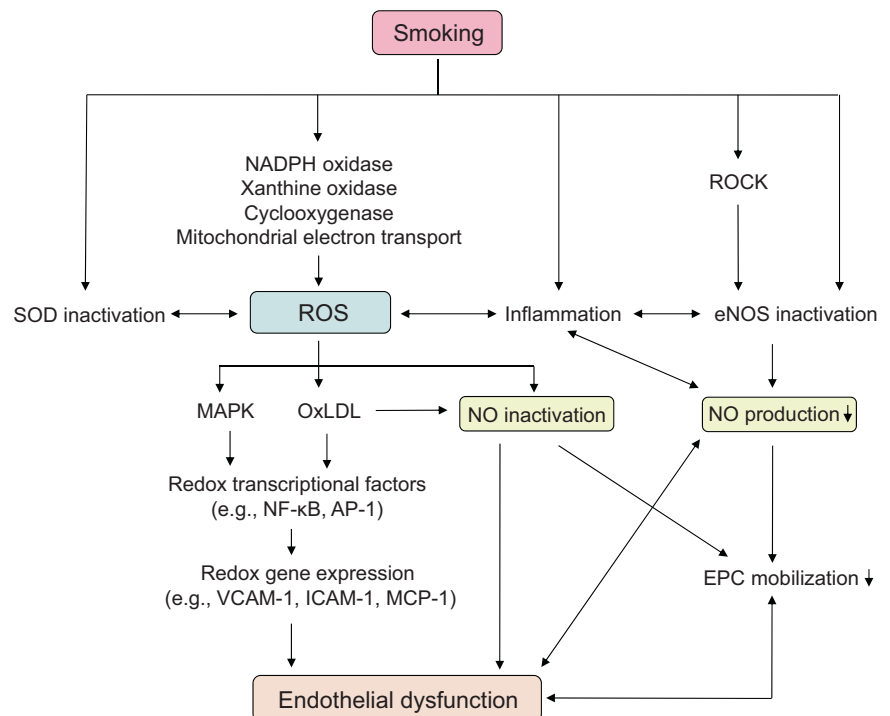 Smoking
NADPH oxidase
Xanthine oxidase
Cyclooxygenase
Mitochondrial electron transport
ROCK
SOD inactivation
ROS
Inflammation
eNOS inactivation
MAPK
OxLDL
NO inactivation
NO production
Redox transcriptional factors
(e.g., NF-κB, AP-1)
Redox gene expression
(e.g., VCAM-1, ICAM-1, MCP-1)
EPC mobilization
Endothelial dysfunction